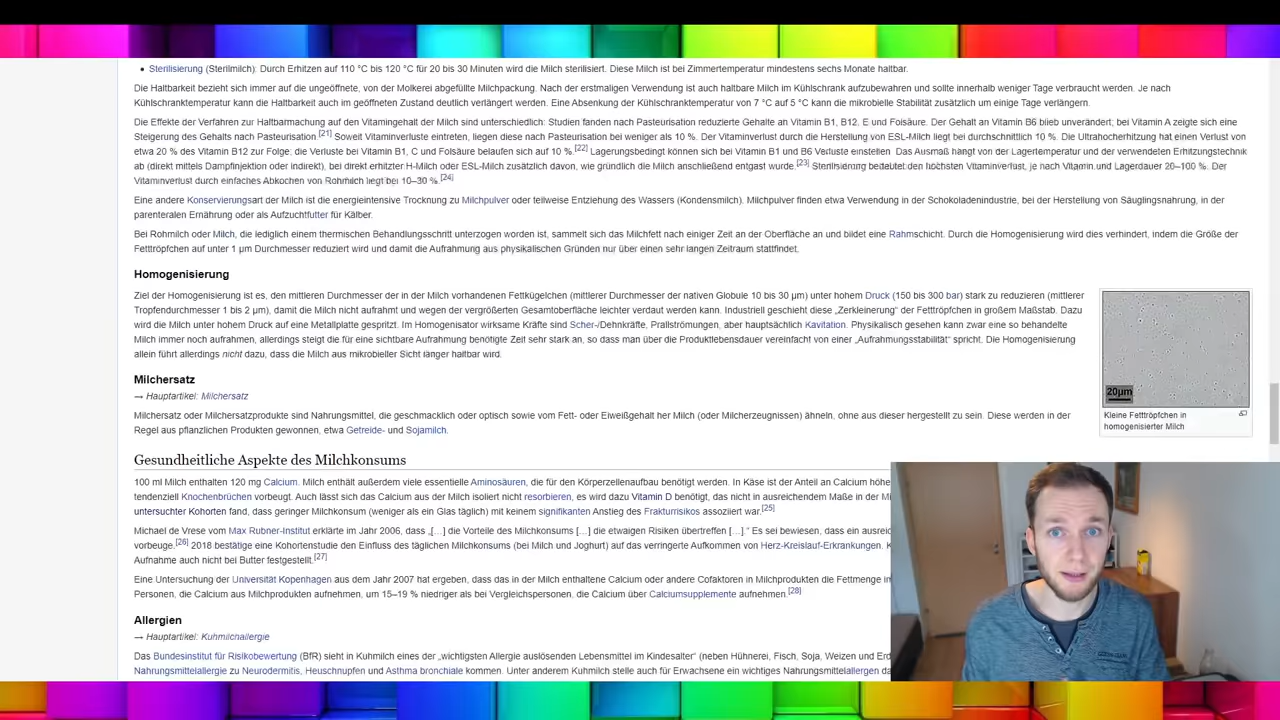 • Sterilisierung (Sterilmilch): Durch Erhitzen auf 110 °C bis 120 °C für 20 bis 30 Minuten wird die Milch sterilisiert. Diese Milch ist bei Zimmertemperatur mindestens sechs Monate haltbar.
Die Haltbarkeit bezieht sich immer auf die ungeöffnete, von der Molkerei abgefüllte Milchpackung. Nach der erstmaligen Verwendung ist auch haltbare Milch im Kühlschrank aufzubewahren und sollte innerhalb weniger Tage verbraucht werden. Je nach
Kühlschranktemperatur kann die Haltbarkeit auch im geöffneten Zustand deutlich verlängert werden. Eine Absenkung der Kühlschranktemperatur von 7 °C auf 5 °C kann die mikrobielle Stabilität zusätzlich um einige Tage verlängern.
Die Effekte der Verfahren zur Haltbarmachung auf den Vitamingehalt der Milch sind unterschiedlich: Studien fanden nach Pasteurisation reduzierte Gehalte an Vitamin B1, B12, E und Folsäure. Der Gehalt an Vitamin B6 blieb unverändert; bei Vitamin A zeigte sich eine
Steigerung des Gehalts nach Pasteurisation.[21] Soweit Vitaminverluste eintreten, liegen diese nach Pasteurisation bei weniger als 10 %. Der Vitaminverlust durch die Herstellung von ESL-Milch liegt bei durchschnittlich 10 %. Die Ultrahocherhitzung hat einen Verlust von
etwa 20 % des Vitamin B12 zur Folge; die Verluste bei Vitamin B1, C und Folsäure belaufen sich auf 10 %.[22] Lagerungsbedingt können sich bei Vitamin B1 und B6 Verluste einstellen. Das Ausmaß hängt von der Lagertemperatur und der verwendeten Erhitzungstechnik
ab (direkt mittels Dampfinjektion oder indirekt), bei direkt erhitzter H-Milch oder ESL-Milch zusätzlich davon, wie gründlich die Milch anschließend entgast wurde.[23] Sterilisierung bedeutet den höchsten Vitaminverlust, je nach Vitamin und Lagerdauer 20–100 %. Der
Vitaminverlust durch einfaches Abkochen von Rohmilch liegt bei 10–30 %.[24]
Eine andere Konservierungsart der Milch ist die energieintensive Trocknung zu Milchpulver oder teilweise Entziehung des Wassers (Kondensmilch). Milchpulver finden etwa Verwendung in der Schokoladenindustrie, bei der Herstellung von Säuglingsnahrung, in der
parenteralen Ernährung oder als Aufzuchtfutter für Kälber.
Bei Rohmilch oder Milch, die lediglich einem thermischen Behandlungsschritt unterzogen worden ist, sammelt sich das Milchfett nach einiger Zeit an der Oberfläche an und bildet eine Rahmschicht. Durch die Homogenisierung wird dies verhindert, indem die Größe der
Fetttröpfchen auf unter 1 µm Durchmesser reduziert wird und damit die Aufrahmung aus physikalischen Gründen nur über einen sehr langen Zeitraum stattfindet.
Homogenisierung
Ziel der Homogenisierung ist es, den mittleren Durchmesser der in der Milch vorhandenen Fettkügelchen (mittlerer Durchmesser der nativen Globule 10 bis 30 µm) unter hohem Druck (150 bis 300 bar) stark zu reduzieren (mittlerer
Tropfendurchmesser 1 bis 2 µm), damit die Milch nicht aufrahmt und wegen der vergrößerten Gesamtoberfläche leichter verdaut werden kann. Industriell geschieht diese „Zerkleinerung“ der Fetttröpfchen in großem Maßstab. Dazu
wird die Milch unter hohem Druck auf eine Metallplatte gespritzt. Im Homogenisator wirksame Kräfte sind Scher-/Dehnkräfte, Prallströmungen, aber hauptsächlich Kavitation. Physikalisch gesehen kann zwar eine so behandelte
Milch immer noch aufrahmen, allerdings steigt die für eine sichtbare Aufrahmung benötigte Zeit sehr stark an, so dass man über die Produktlebensdauer vereinfacht von einer „Aufrahmungsstabilität“ spricht. Die Homogenisierung
allein führt allerdings nicht dazu, dass die Milch aus mikrobieller Sicht länger haltbar wird.
20µm
Kleine Fetttröpfchen in
homogenisierter Milch
Milchersatz
→ Hauptartikel: Milchersatz
Milchersatz oder Milchersatzprodukte sind Nahrungsmittel, die geschmacklich oder optisch sowie vom Fett- oder Eiweißgehalt her Milch (oder Milcherzeugnissen) ähneln, ohne aus dieser hergestellt zu sein. Diese werden in der
Regel aus pflanzlichen Produkten gewonnen, etwa Getreide- und Sojamilch.
Gesundheitliche Aspekte des Milchkonsums
100 ml Milch enthalten 120 mg Calcium. Milch enthält außerdem viele essentielle Aminosäuren, die für den Körperzellenaufbau benötigt werden. In Käse ist der Anteil an Calcium höhe
tendenziell Knochenbrüchen vorbeugt. Auch lässt sich das Calcium aus der Milch isoliert nicht resorbieren, es wird dazu Vitamin D benötigt, das nicht in ausreichendem Maße in der Mi
untersuchter Kohorten fand, dass geringer Milchkonsum (weniger als ein Glas täglich) mit keinem signifikanten Anstieg des Frakturrisikos assoziiert war.[25]
Michael de Vrese vom Max Rubner-Institut erklärte im Jahr 2006, dass „[…] die Vorteile des Milchkonsums […] die etwaigen Risiken übertreffen […].“ Es sei bewiesen, dass ein ausreic
vorbeuge.[26] 2018 bestätige eine Kohortenstudie den Einfluss des täglichen Milchkonsums (bei Milch und Joghurt) auf das verringerte Aufkommen von Herz-Kreislauf-Erkrankungen. K
Aufnahme auch nicht bei Butter festgestellt.[27]
Eine Untersuchung der Universität Kopenhagen aus dem Jahr 2007 hat ergeben, dass das in der Milch enthaltene Calcium oder andere Cofaktoren in Milchprodukten die Fettmenge im
Personen, die Calcium aus Milchprodukten aufnehmen, um 15–19 % niedriger als bei Vergleichspersonen, die Calcium über Calciumsupplemente aufnehmen.[28]
Allergien
→ Hauptartikel: Kuhmilchallergie
Das Bundesinstitut für Risikobewertung (BfR) sieht in Kuhmilch eines der „wichtigsten Allergie auslösenden Lebensmittel im Kindesalter“ (neben Hühnerei, Fisch, Soja, Weizen und Erd
Nahrungsmittelallergie zu Neurodermitis, Heuschnupfen und Asthma bronchiale kommen. Unter anderem Kuhmilch stelle auch für Erwachsene ein wichtiges Nahrungsmittelallergen da